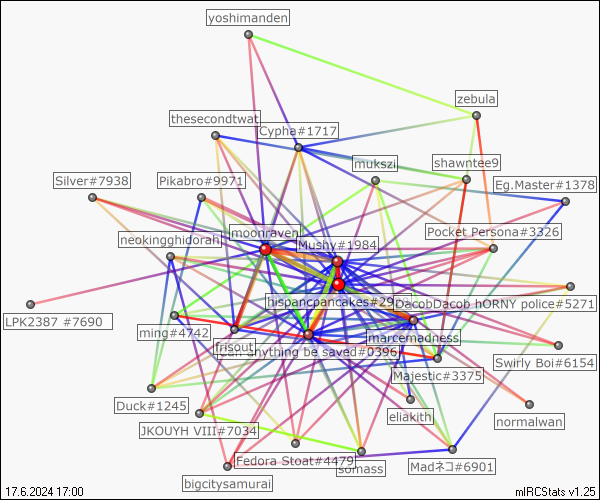 yoshimanden
zebula
thesecondtwat
Cypha#1717
mukszi
shawntee9
Silver#7938
Pikabro#9971
Eg.Master#1378
moonraven
Pocket Persona#3326
neokingghidorah
Mushy#1984
hispancpancakes#29
DacobDacob hORNY police#5271
LPK2387 #7690
ming#4742
marcemadness
frisout
an anything be saved#0396
Swirly Boi#6154
Majestic#3375
Duck#1245
eliakith
normalwan
JKOUYH VIII#7034
Fedora Stoat#4479
somass
Madネコ#6901
bigcitysamurai
17.6.2024 17:00
mIRCStats v1.25